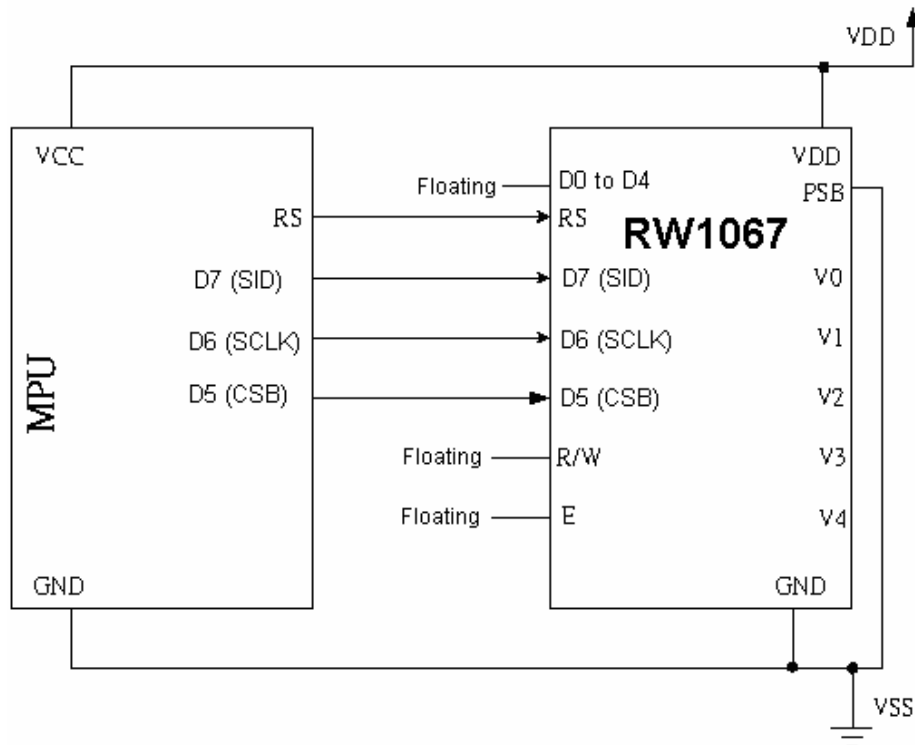 VDD
VCC
RS
D7 (SID)
D6 (SCLK)
D5 (CSB)
MPU
GND
Floating
D0 to D4
RS
D7 (SID)
D6 (SCLK)
D5 (CSB)
Floating
R/W
Floating
E
RW1067
VDD
PSB
V0
V1
V2
V3
V4
GND
VSS